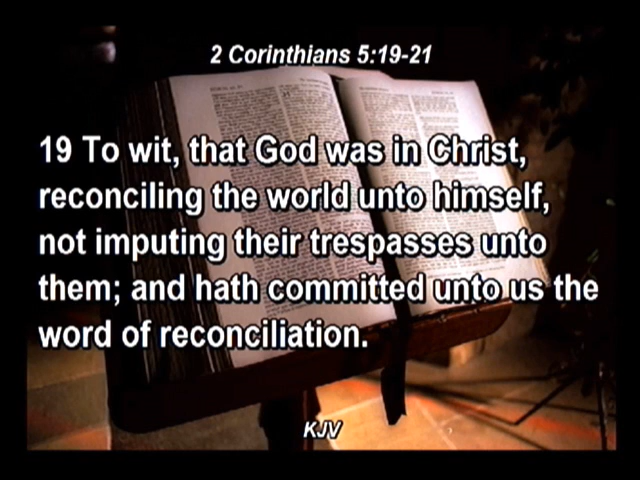 2 Corinthians 5:19-21
19 To wit, that God was in Christ,
reconciling the world unto himself,
not imputing their trespasses unto
them; and hath committed unto us the
word of reconciliation.
KJV